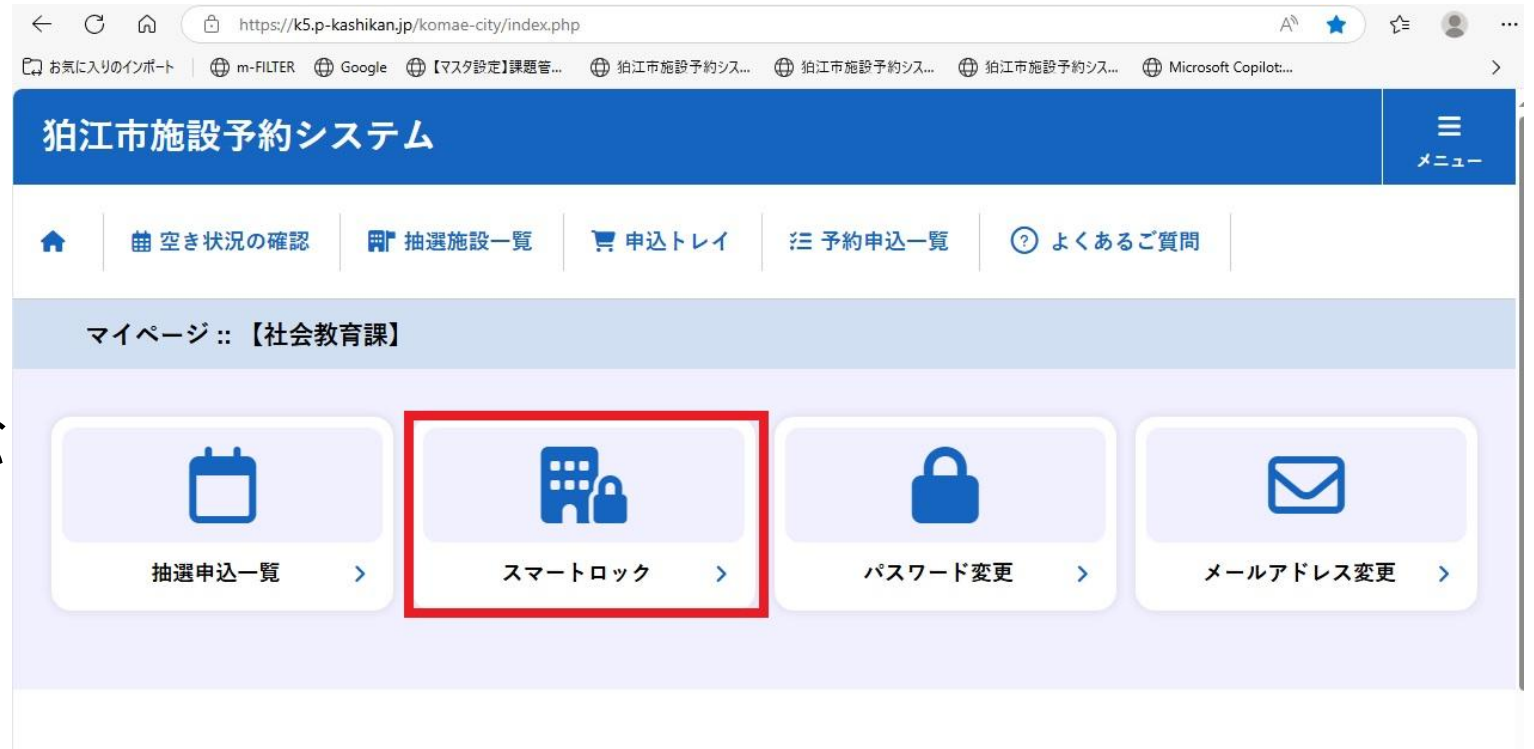 https://k5.p-kashikan.jp/komae-city/index.php
お気に入りのインポート m-FILTER Google 【マスタ設定】課題管... 狛江市施設予約シス... 狛江市施設予約シス... 狛江市施設予約シス... Microsoft Copilot:...
狛江市施設予約システム
メニュー
空き状況の確認 抽選施設一覧 申込トレイ 予約申込一覧 よくあるご質問
マイページ :: 【社会教育課】
抽選申込一覧 スマートロック パスワード変更 メールアドレス変更